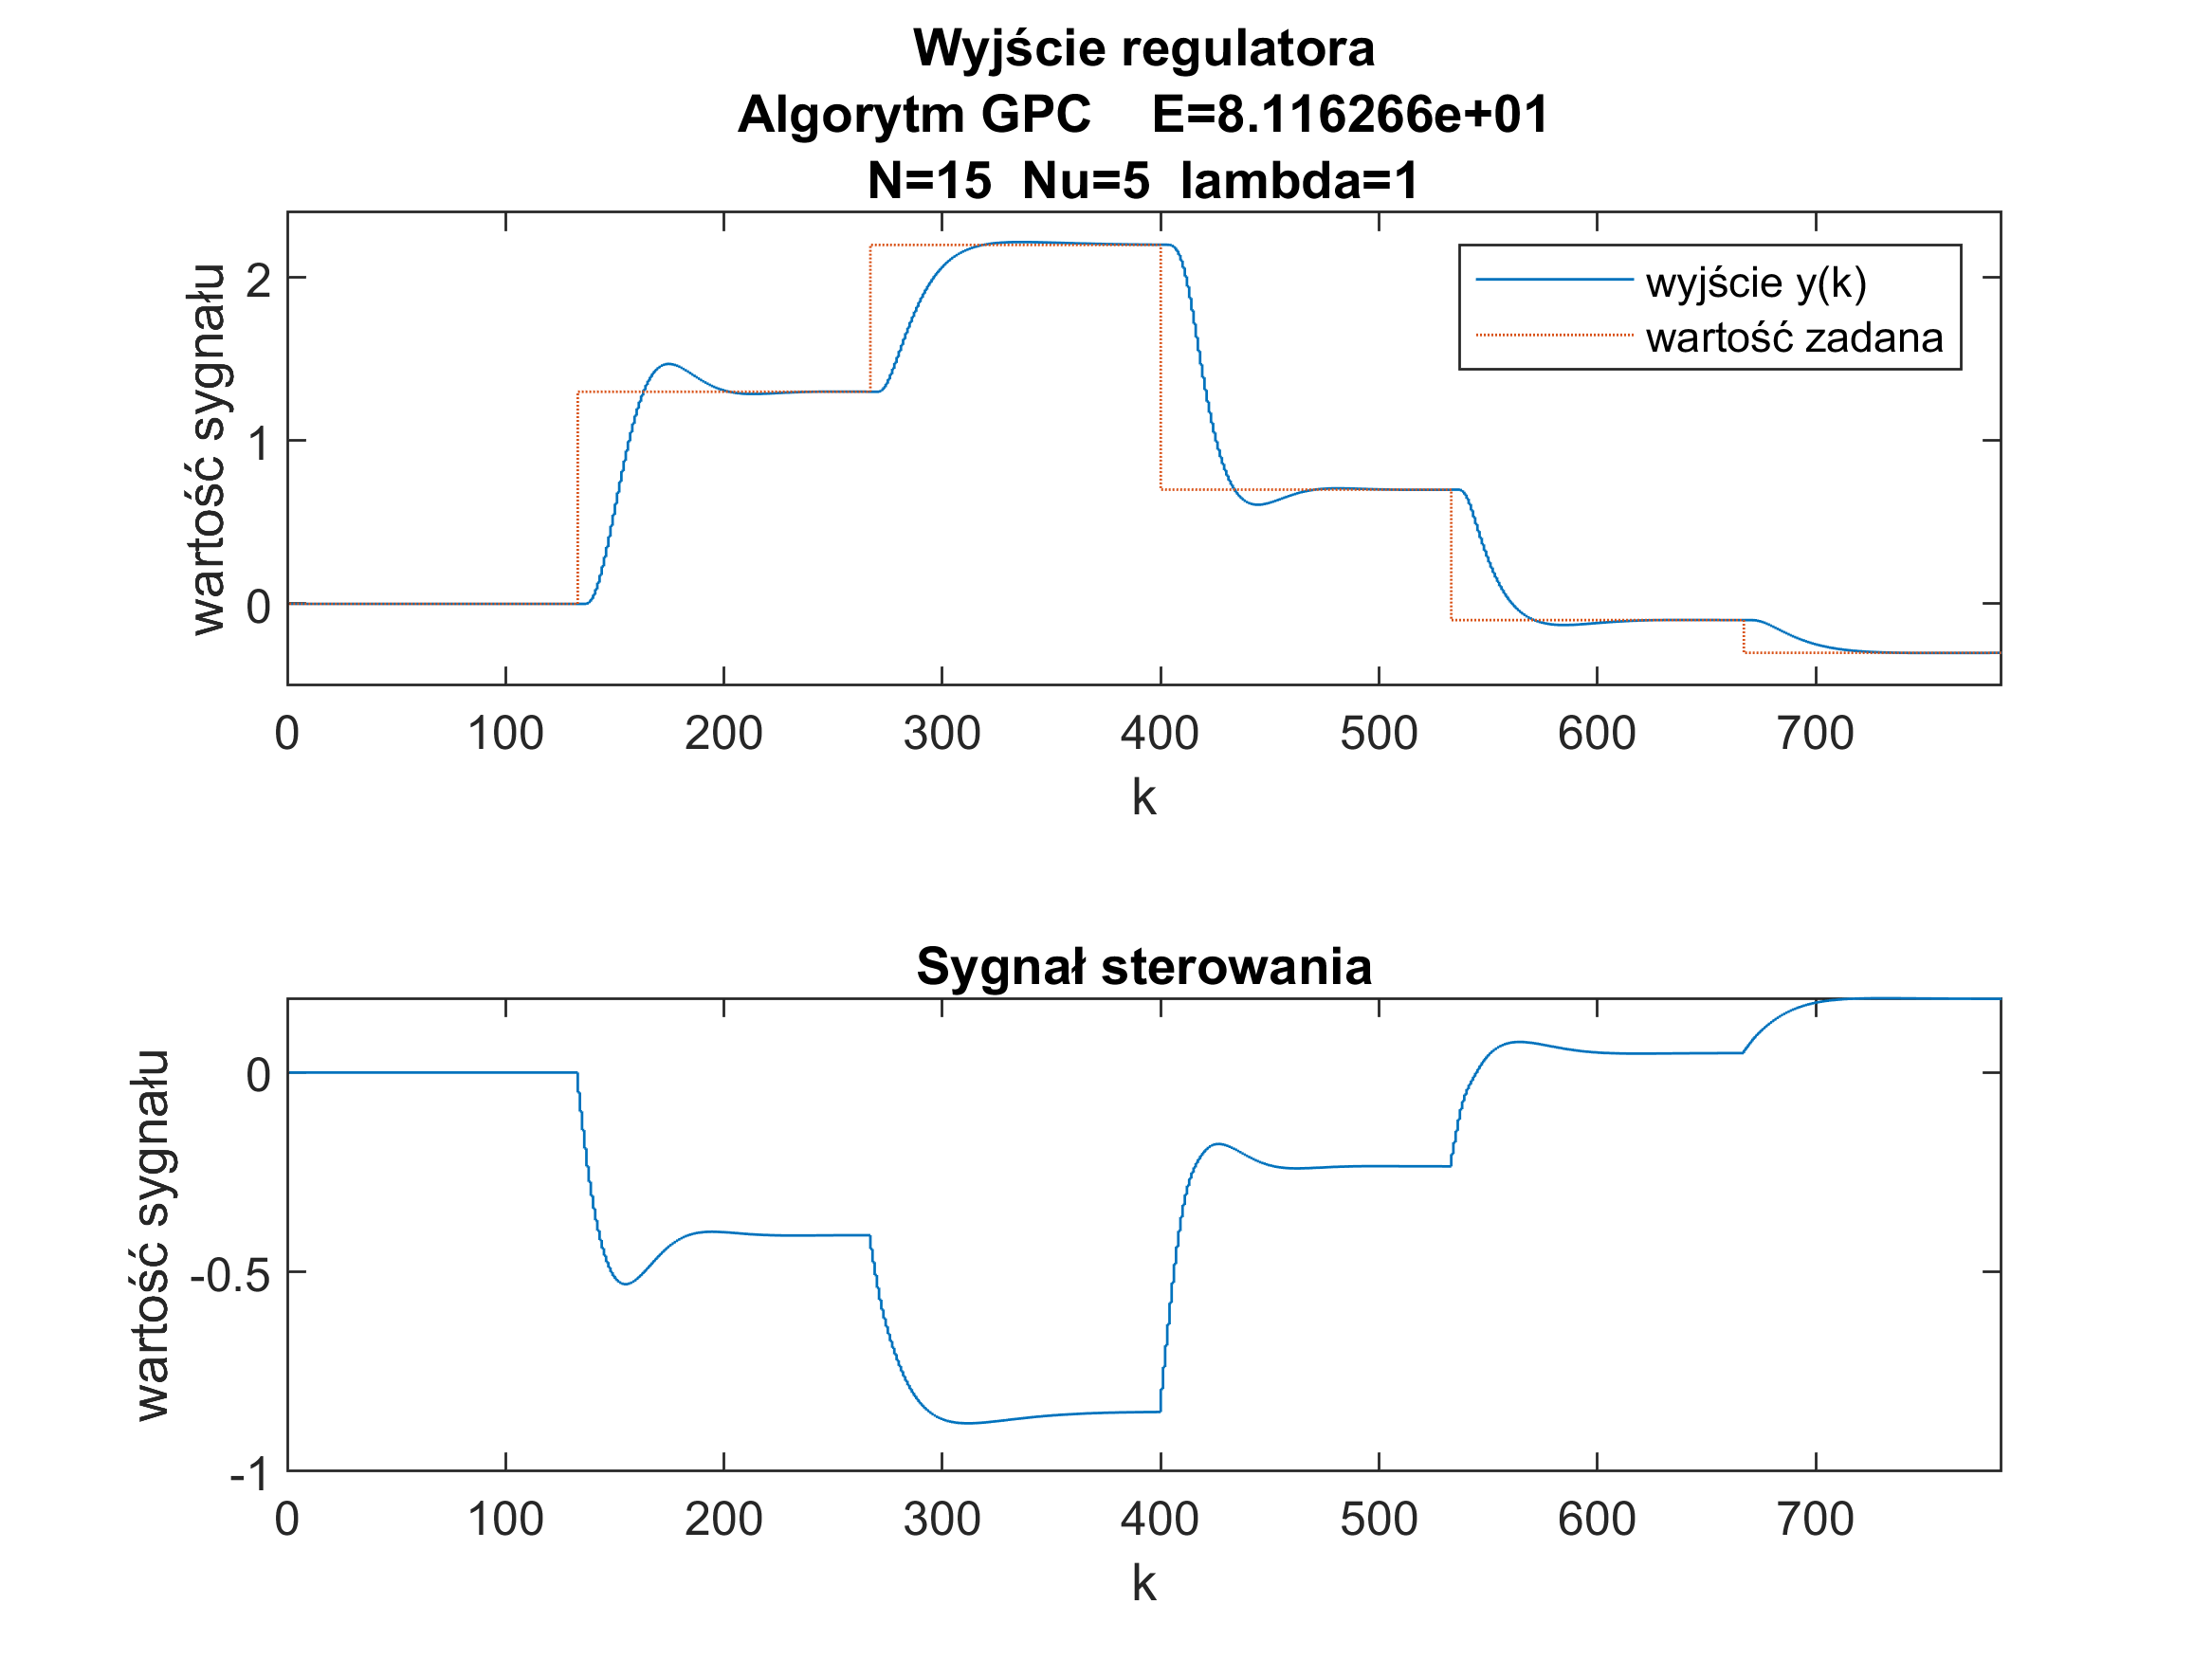 Wyjście regulatora
Algorytm GPC E=8.116266e+01
N=15 Nu=5 lambda=1
wartość sygnału
2
1
0
wyjście y(k)
wartość zadana
0 100 200 300 400 500 600 700
k
Sygnał sterowania
wartość sygnału
0
-0.5
-1
0 100 200 300 400 500 600 700
k